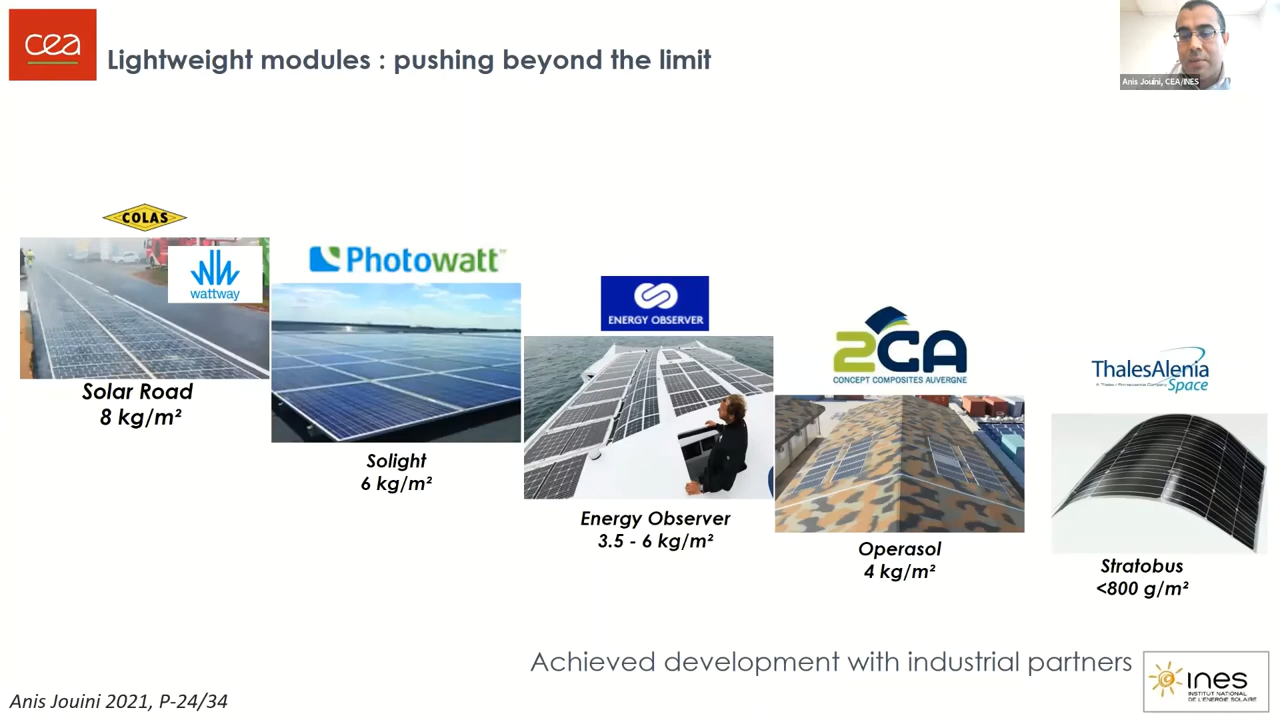 cea
Lightweight modules : pushing beyond the limit
Anis Jouini, CEA/INES
COLAS
wattway
Solar Road
8 kg/m²
Photowatt™
Solight
6 kg/m²
ENERGY OBSERVER
Energy Observer
3.5 - 6 kg/m²
2CA
CONCEPT COMPOSITES AUVERGNE
Operasol
4 kg/m²
ThalesAlenia
Space
Stratobus
<800 g/m²
Achieved development with industrial partners
ines
INSTITUT NATIONAL
DE L'ÉNERGIE SOLAIRE
Anis Jouini 2021, P-24/34